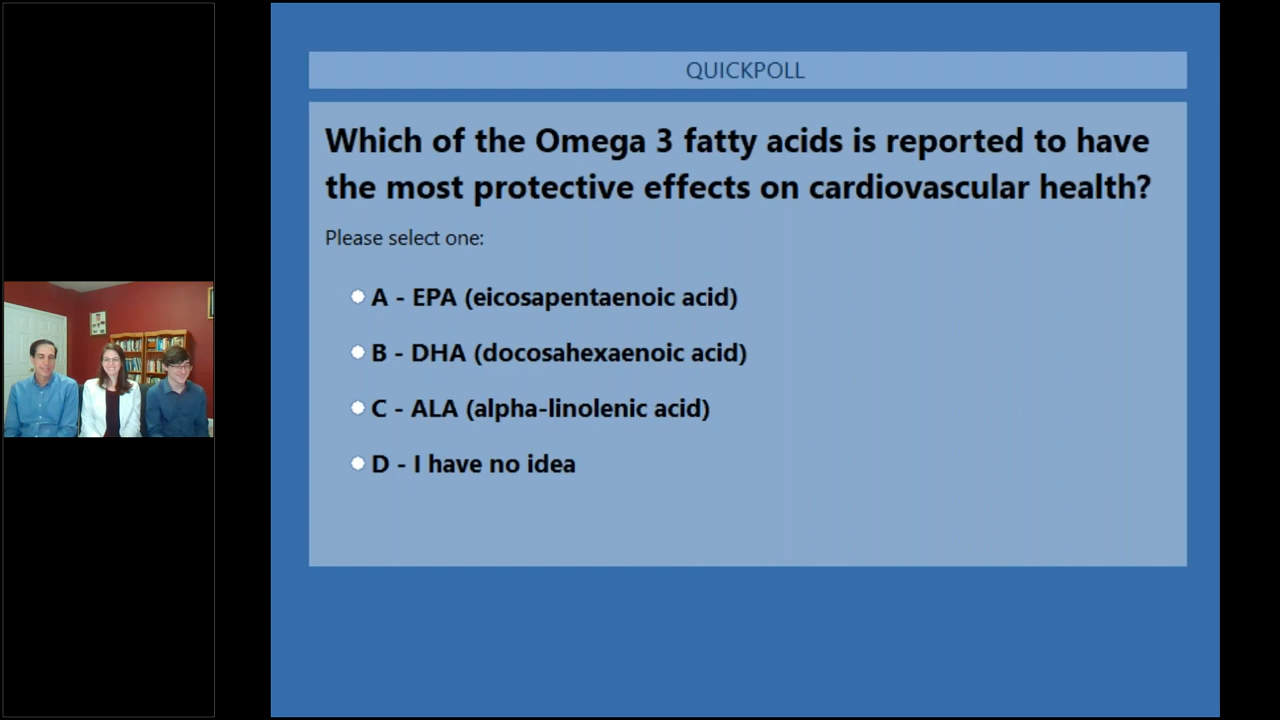 QUICKPOLL
Which of the Omega 3 fatty acids is reported to have
the most protective effects on cardiovascular health?
Please select one:
A - EPA (eicosapentaenoic acid)
B - DHA (docosahexaenoic acid)
C - ALA (alpha-linolenic acid)
D - I have no idea